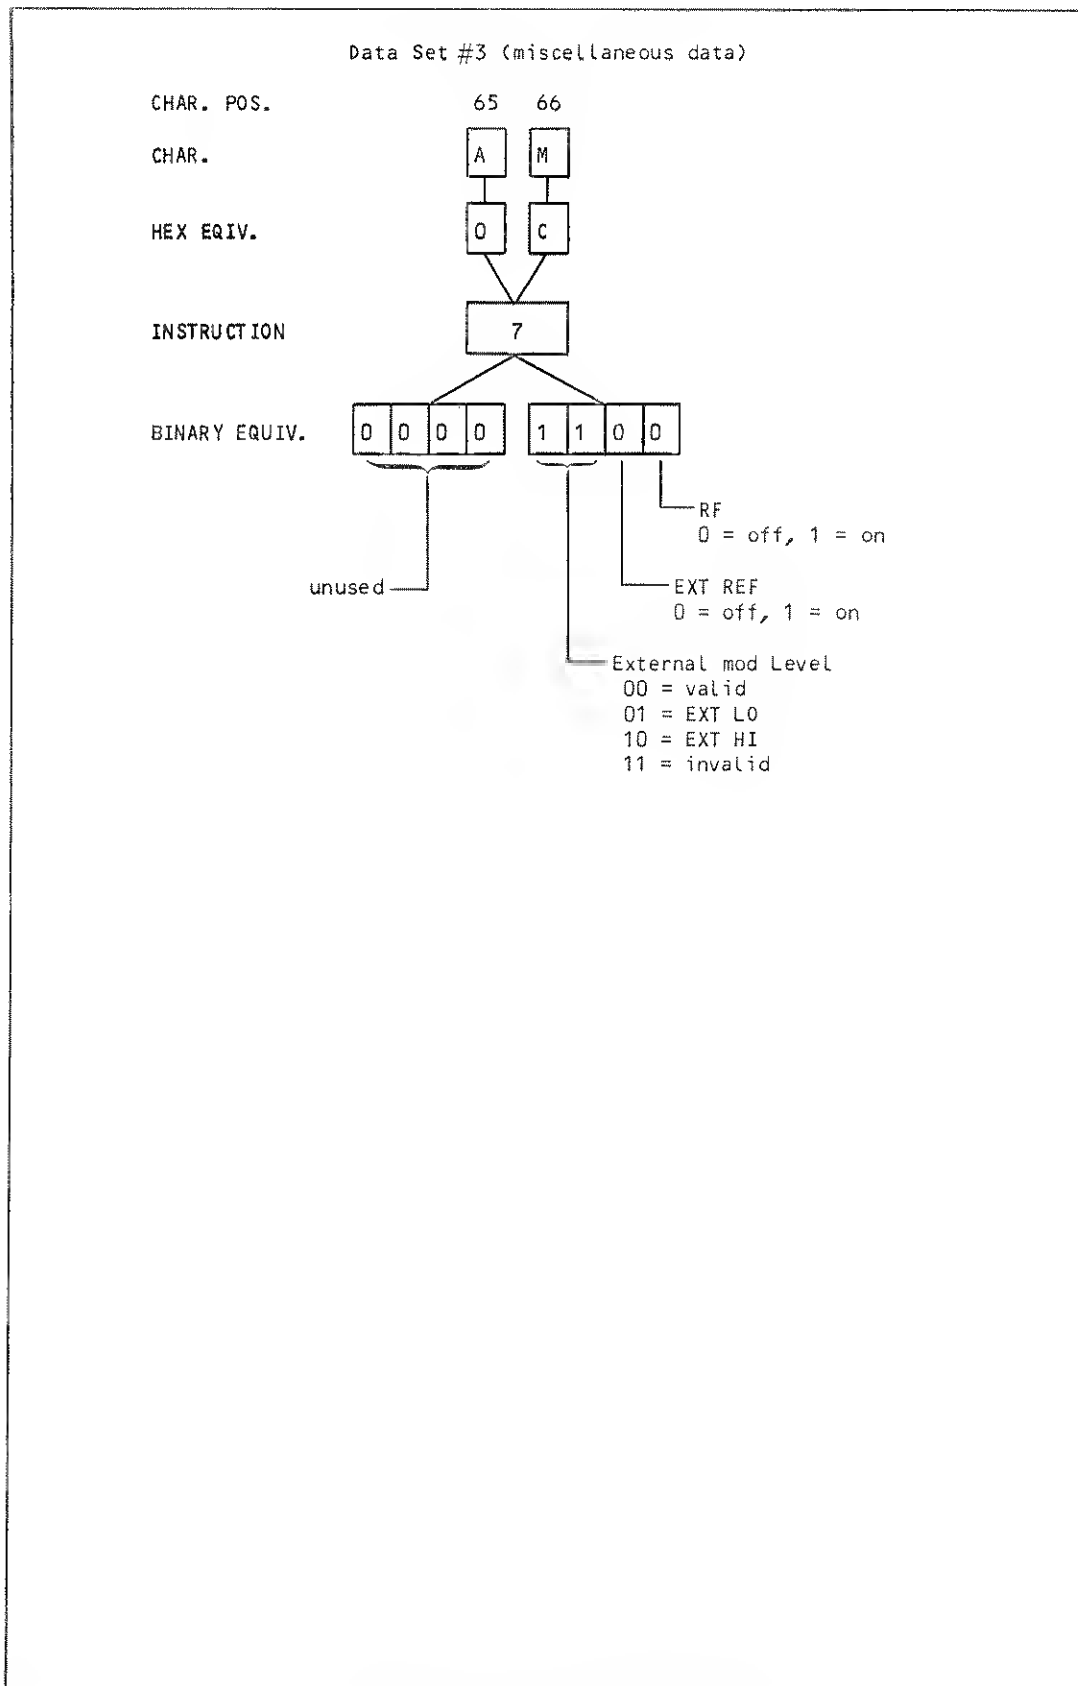 Data Set #3 (miscellaneous data)
CHAR. POS. 65 66
CHAR. A M
HEX EQIV. 0 C
INSTRUCTION 7
BINARY EQUIV. 0 0 0 0 1 1 0 0
RF
0 = off, 1 = on
unused
EXT REF
0 = off, 1 = on
External mod Level
00 = valid
01 = EXT LO
10 = EXT HI
11 = invalid